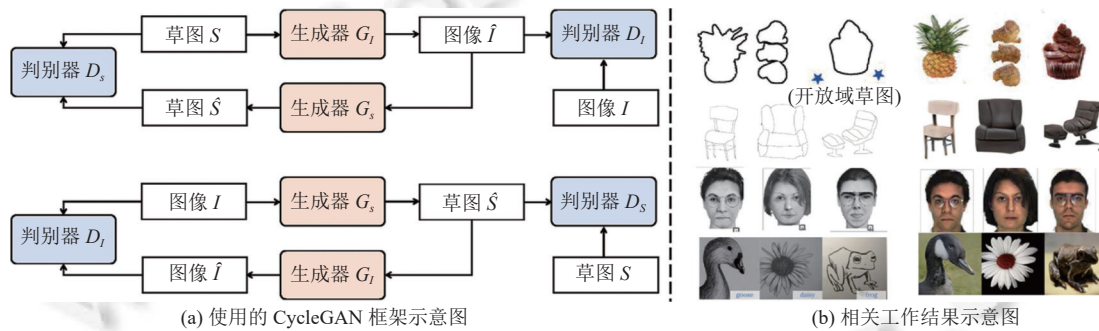 草图 S
生成器 G_I
图像 Î
判别器 D_I
判别器 D_s
草图 Ŝ
生成器 G_s
图像 I
图像 I
生成器 G_s
草图 Ŝ
判别器 D_S
判别器 D_I
图像 Î
生成器 G_I
草图 S
(a) 使用的 CycleGAN 框架示意图
(开放域草图)
goose
daisy
frog
(b) 相关工作结果示意图